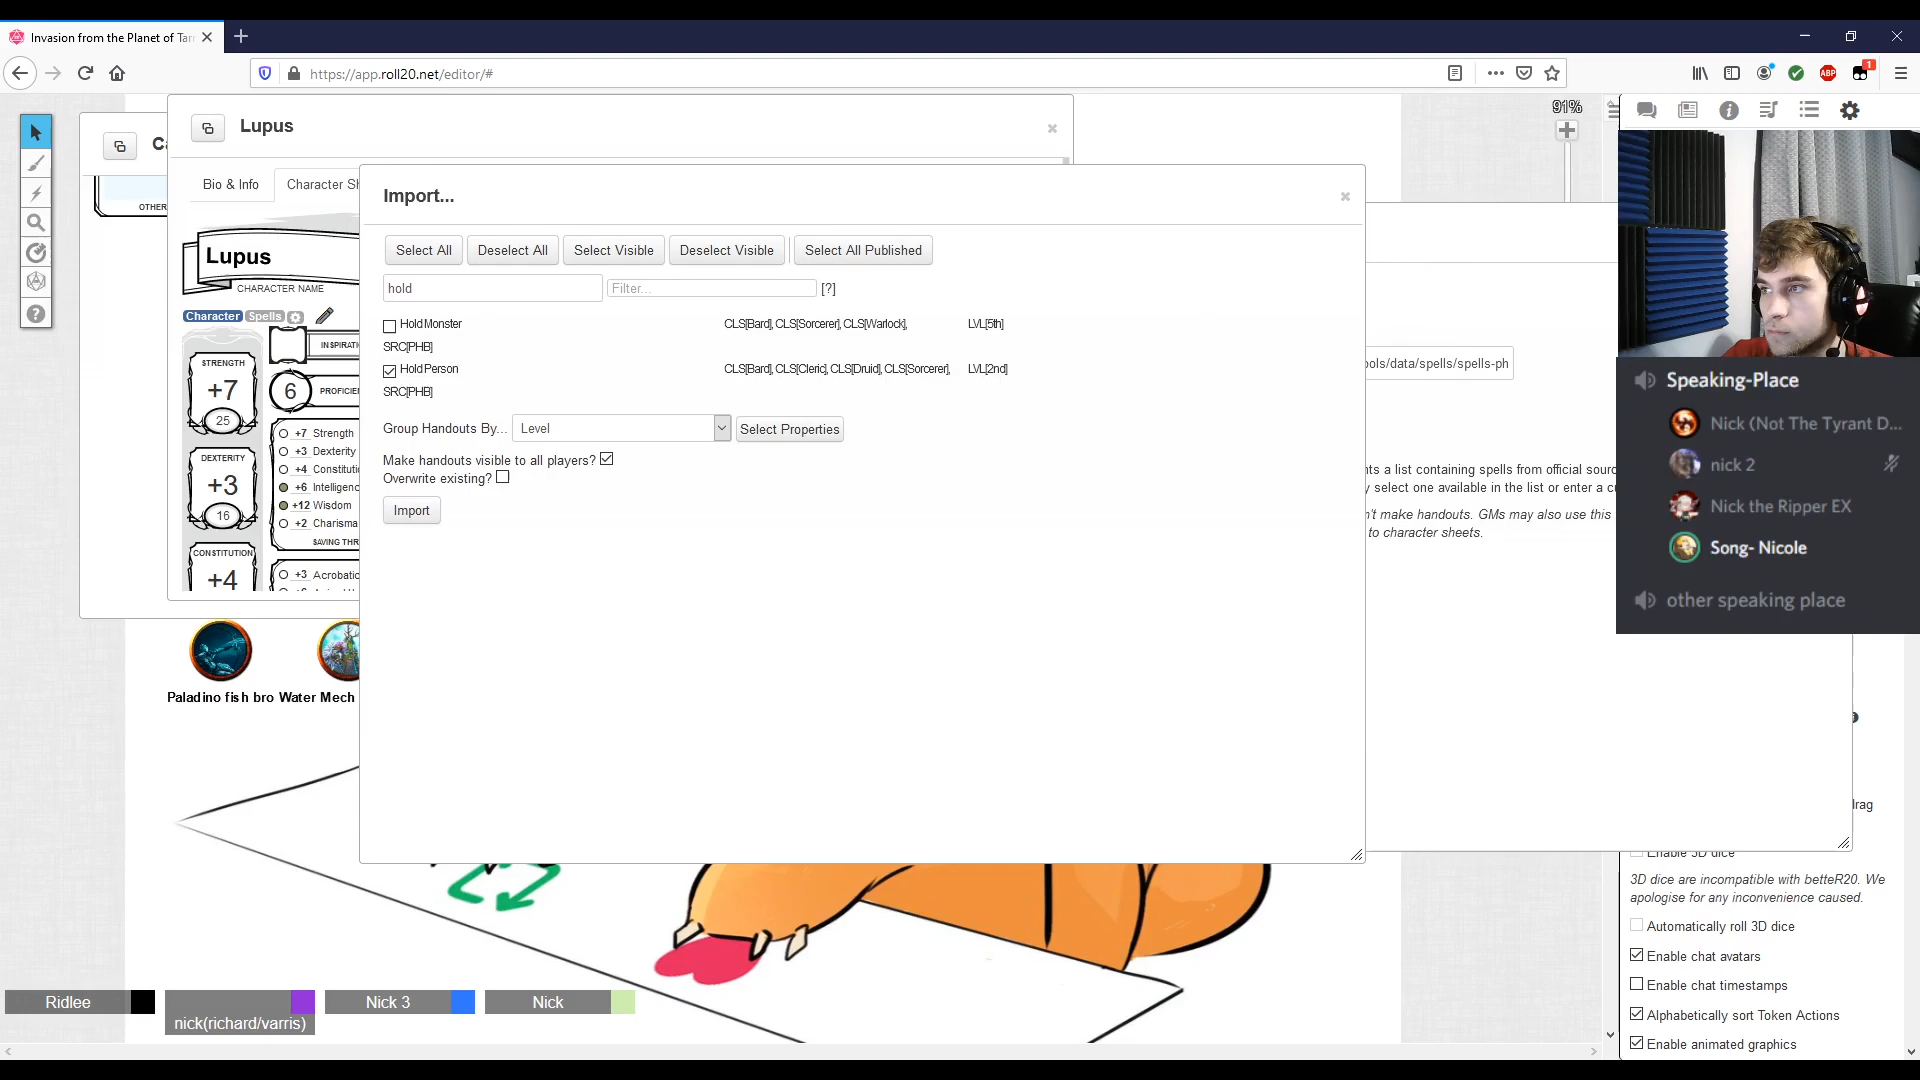 Invasion from the Planet of Tarr
https://app.roll20.net/editor/#
1
ABP
91%
Lupus
Bio & Info
Character Sh
OTHER
Lupus
CHARACTER NAME
Character Spells
INSPIRATI
6 PROFICIEN
STRENGTH
+7
25
DEXTERITY
+3
16
CONSTITUTION
+4
+7 Strength
+3 Dexterity
+4 Constituti
+6 Intelligenc
+12 Wisdom
+2 Charisma
SAVING THR
+3 Acrobatic
Import...
Select All Deselect All Select Visible Deselect Visible Select All Published
hold Filter... [?]
Hold Monster CLS[Bard], CLS[Sorcerer], CLS[Warlock], LVL[5th]
SRC[PHB]
Hold Person CLS[Bard], CLS[Cleric], CLS[Druid], CLS[Sorcerer], LVL[2nd]
SRC[PHB]
Group Handouts By... Level Select Properties
Make handouts visible to all players?
Overwrite existing?
Import
ools/data/spells/spells-ph
nts a list containing spells from official sourc
y select one available in the list or enter a cu
n't make handouts. GMs may also use this
to character sheets.
Speaking-Place
Nick (Not The Tyrant D...
nick 2
Nick the Ripper EX
Song- Nicole
other speaking place
Paladino fish bro Water Mech
drag
Enable 3D dice
3D dice are incompatible with betteR20. We
apologise for any inconvenience caused.
Automatically roll 3D dice
Enable chat avatars
Enable chat timestamps
Alphabetically sort Token Actions
Enable animated graphics
Ridlee
nick(richard/varris)
Nick 3
Nick